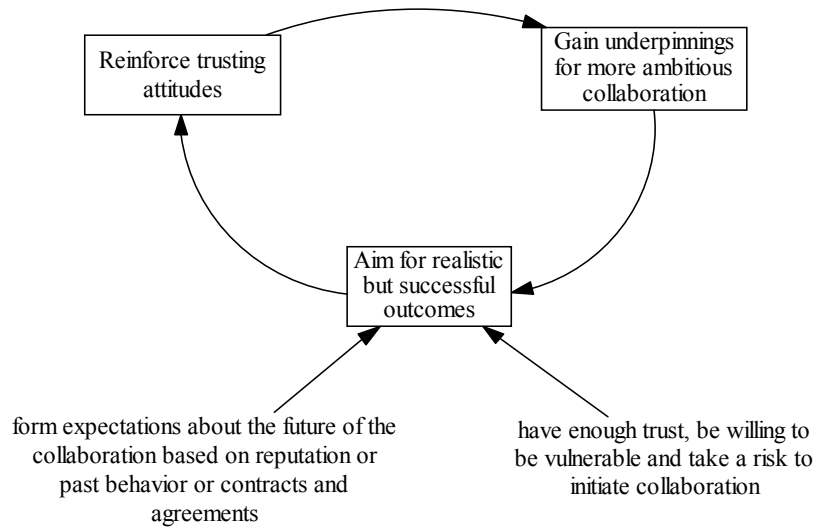 Reinforce trusting
attitudes
Gain underpinnings
for more ambitious
collaboration
Aim for realistic
but successful
outcomes
form expectations about the future of the
collaboration based on reputation or
past behavior or contracts and
agreements
have enough trust, be willing to
be vulnerable and take a risk to
initiate collaboration